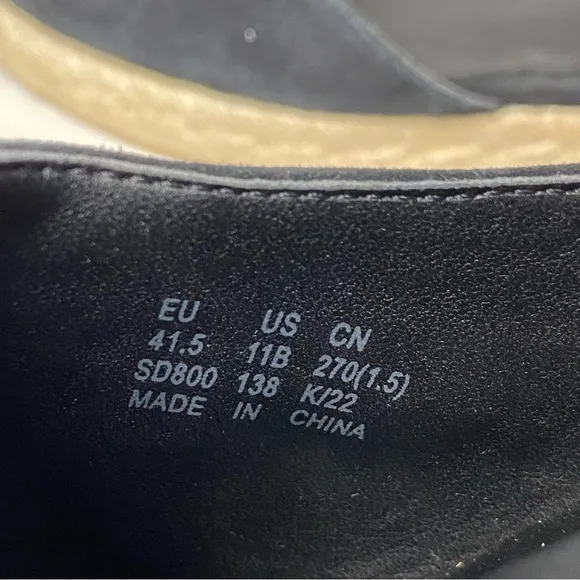 EU US CN
41.5 11B 270(1.5)
SD800 138 K/22
MADE IN CHINA